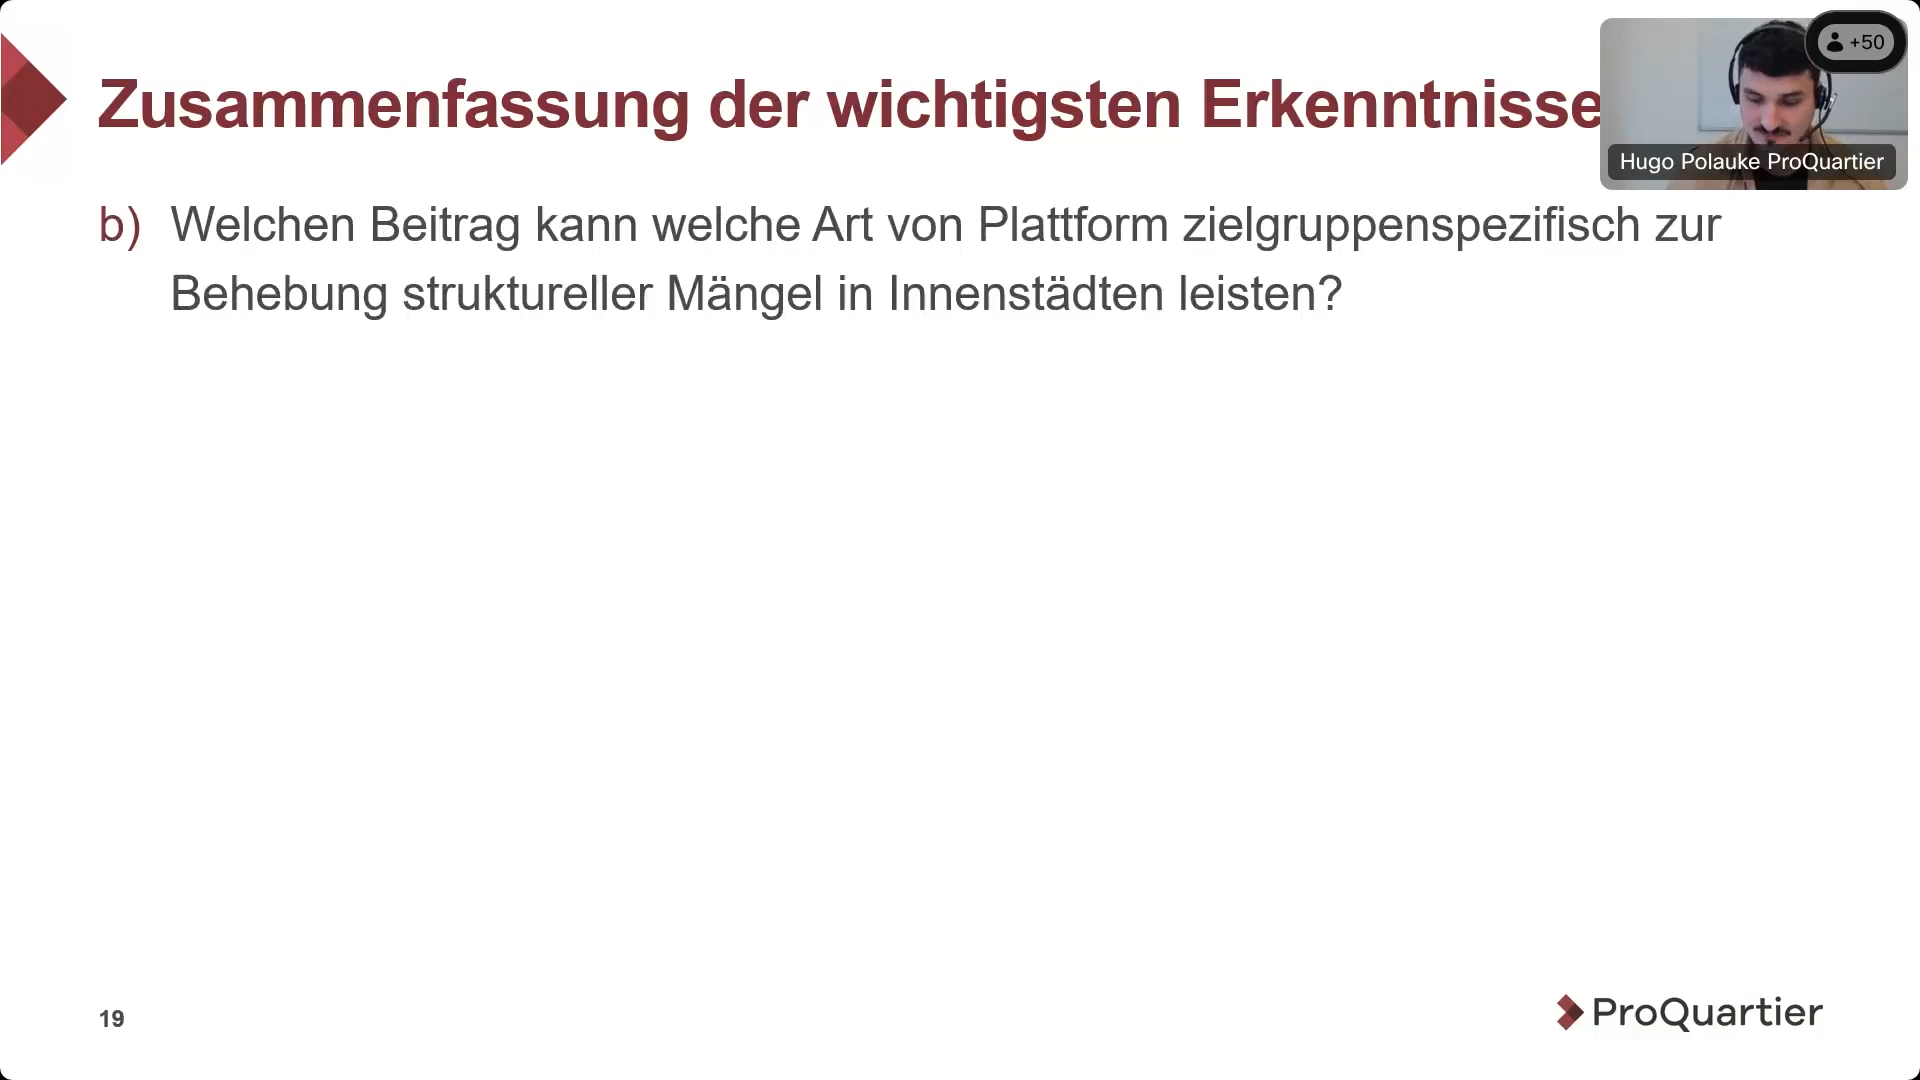 Zusammenfassung der wichtigsten Erkenntnisse
+50
Hugo Polauke ProQuartier
b) Welchen Beitrag kann welche Art von Plattform zielgruppenspezifisch zur
Behebung struktureller Mängel in Innenstädten leisten?
19
ProQuartier